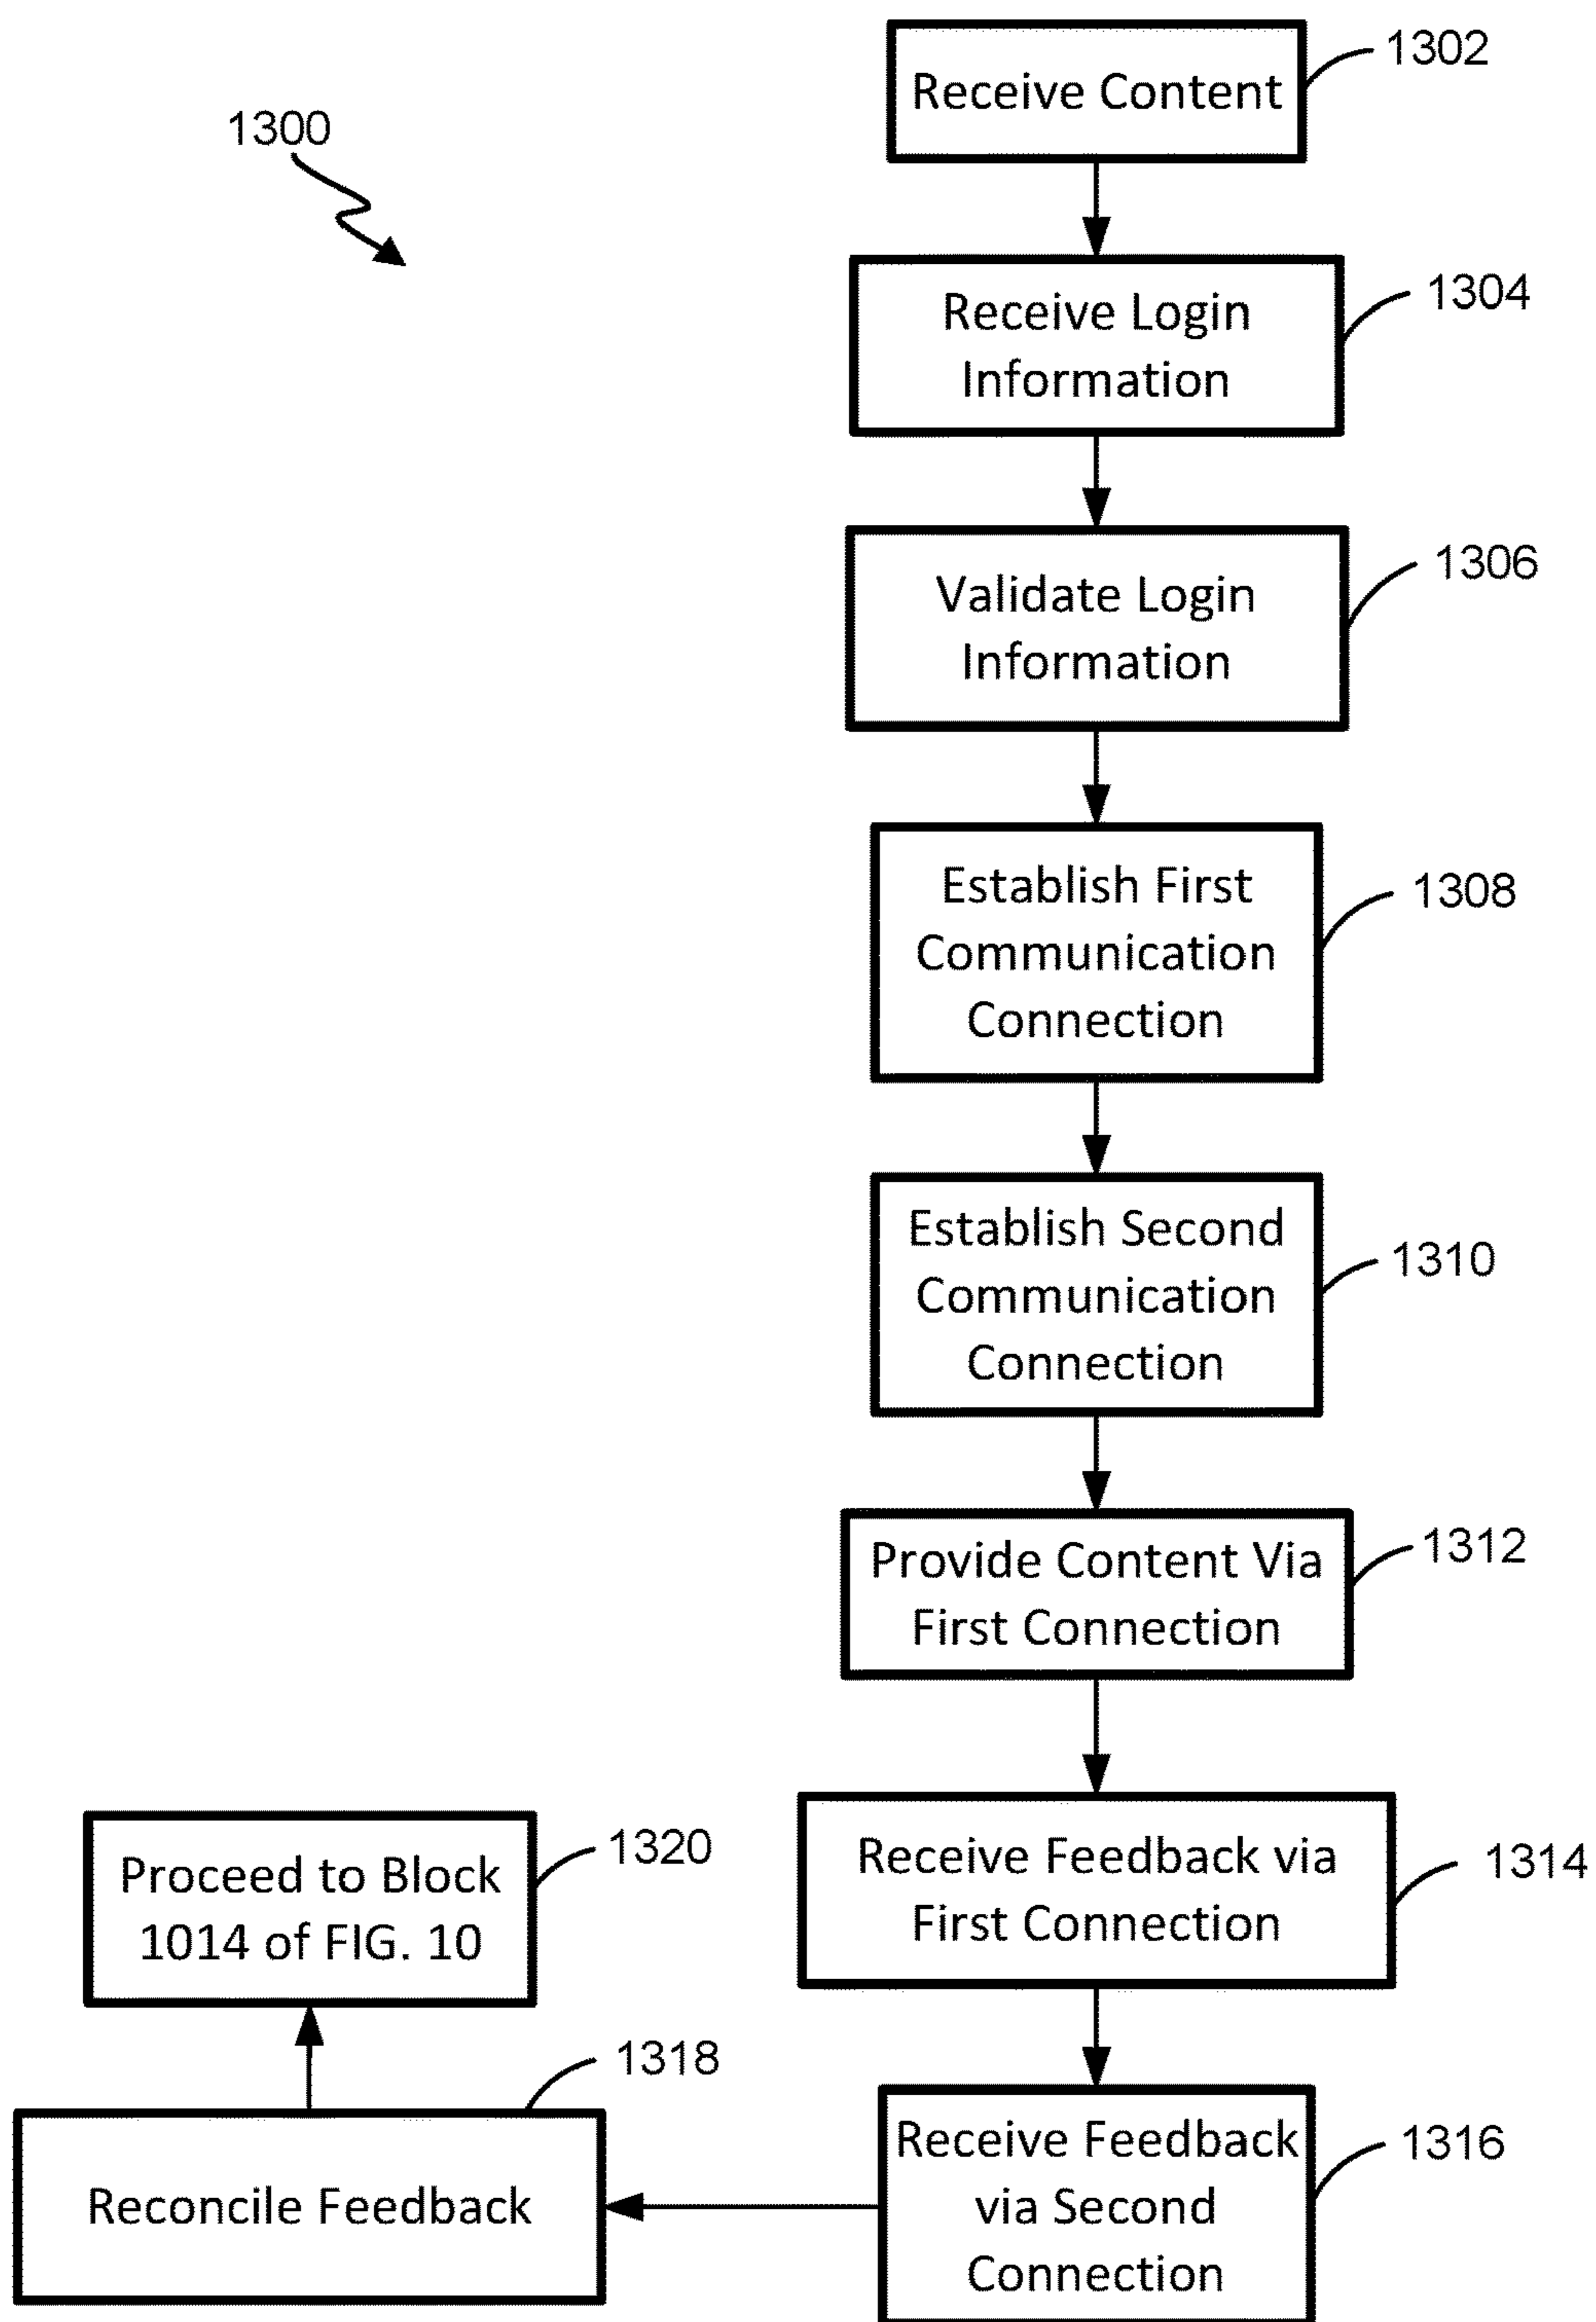 1300
Receive Content
1302
Receive Login
Information
1304
Validate Login
Information
1306
Establish First
Communication
Connection
1308
Establish Second
Communication
Connection
1310
Provide Content Via
First Connection
1312
Receive Feedback via
First Connection
1314
Receive Feedback
via Second
Connection
1316
Reconcile Feedback
1318
Proceed to Block
1014 of FIG. 10
1320